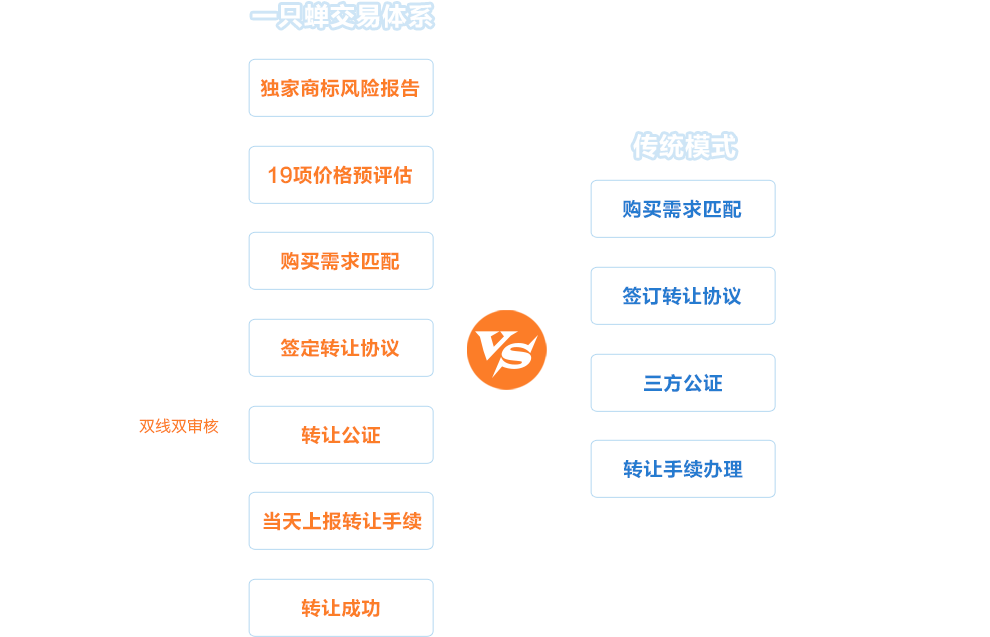 一只蝉交易体系
独家商标风险报告
19项价格预评估
购买需求匹配
签定转让协议
双线双审核
转让公证
当天上报转让手续
转让成功
VS
传统模式
购买需求匹配
签订转让协议
三方公证
转让手续办理